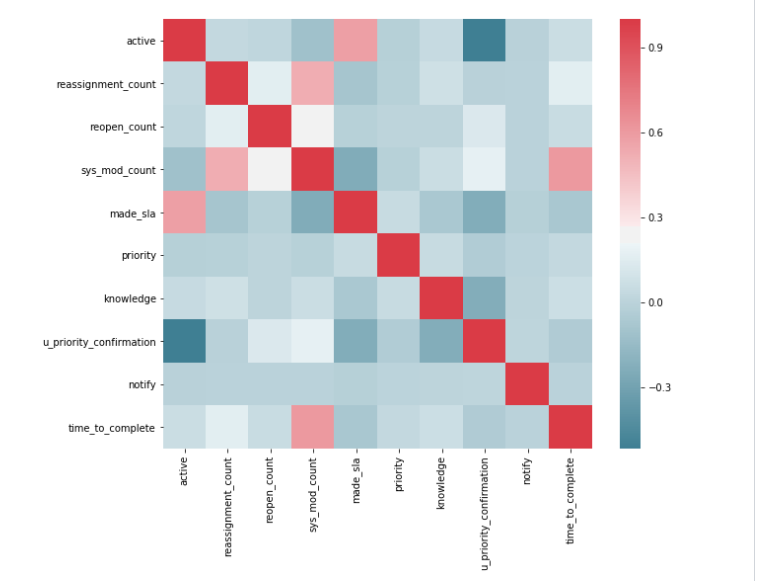 active
reassignment_count
reopen_count
sys_mod_count
made_sla
priority
knowledge
u_priority_confirmation
notify
time_to_complete
active
reassignment_count
reopen_count
sys_mod_count
made_sla
priority
knowledge
u_priority_confirmation
notify
time_to_complete
0.9
0.6
0.3
0.0
−0.3